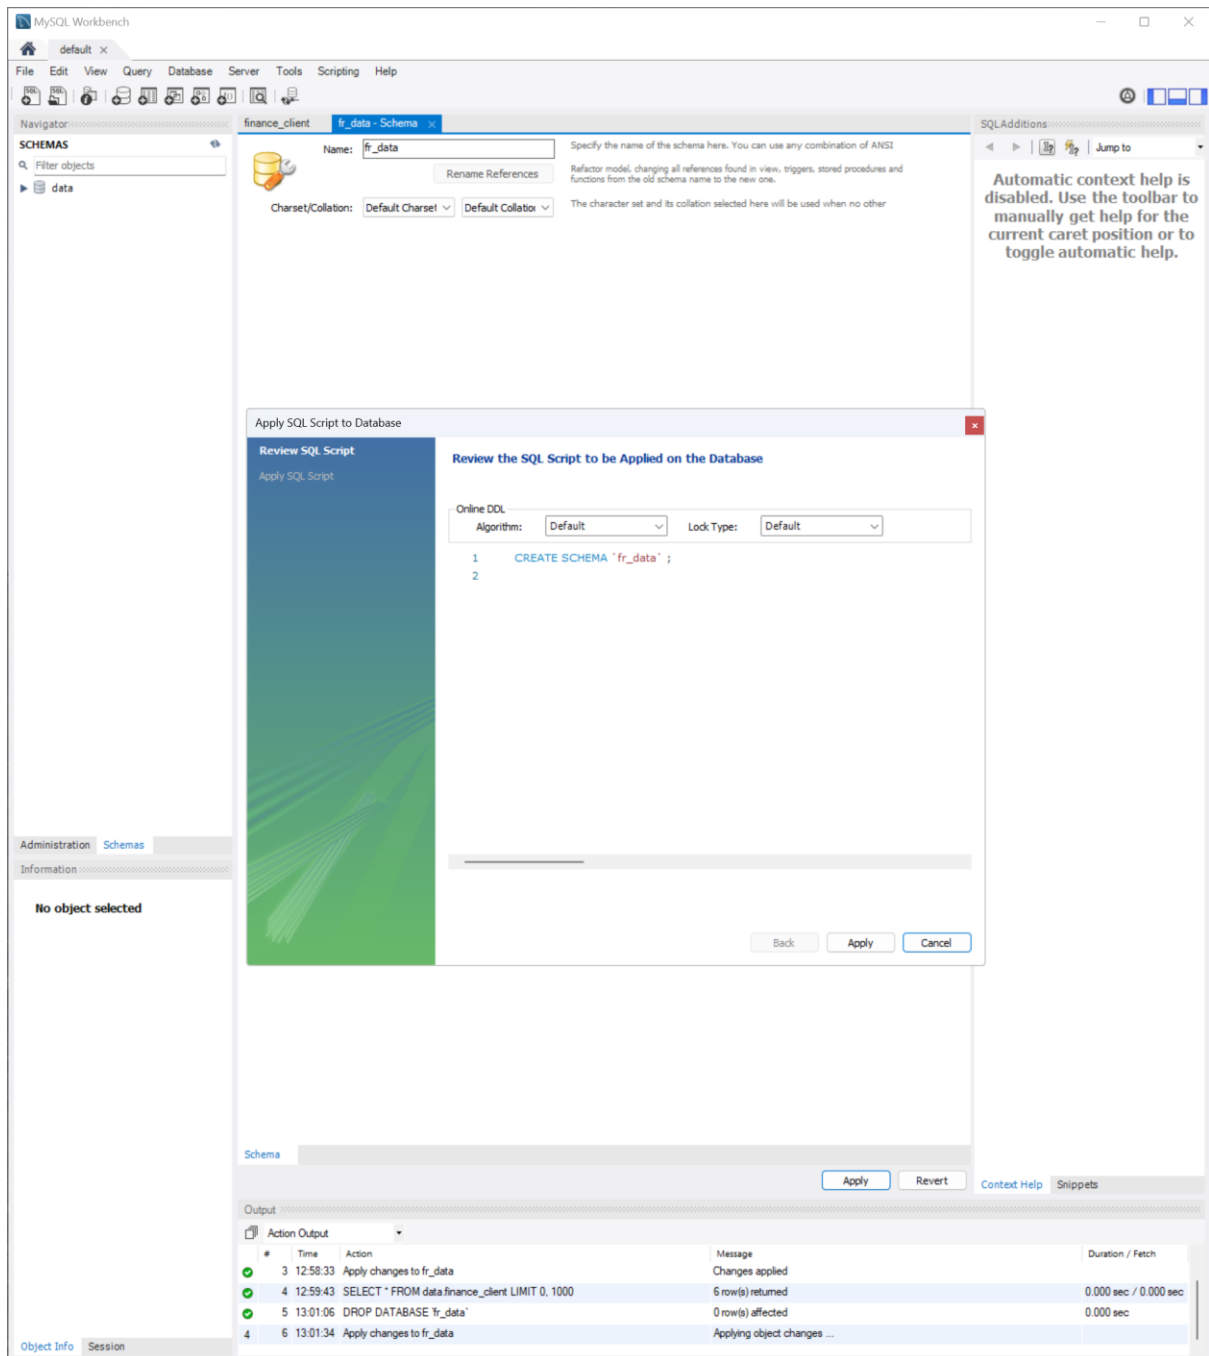 MySQL Workbench
default
File Edit View Query Database Server Tools Scripting Help
Navigator
SCHEMAS
Filter objects
data
Administration Schemas
Information
No object selected
Object Info Session
finance_client fr_data - Schema
Name: fr_data
Specify the name of the schema here. You can use any combination of ANSI
Rename References
Refactor model, changing all references found in view, triggers, stored procedures and
functions from the old schema name to the new one.
Charset/Collation: Default Charset Default Collation
The character set and its collation selected here will be used when no other
Apply SQL Script to Database
Review SQL Script
Apply SQL Script
Review the SQL Script to be Applied on the Database
Online DDL
Algorithm: Default Lock Type: Default
1 CREATE SCHEMA `fr_data` ;
2
Back Apply Cancel
Schema
Apply Revert
SQLAdditions
Jump to
Automatic context help is
disabled. Use the toolbar to
manually get help for the
current caret position or to
toggle automatic help.
Context Help Snippets
Output
Action Output
# Time Action Message Duration / Fetch
3 12:58:33 Apply changes to fr_data Changes applied
4 12:59:43 SELECT * FROM data.finance_client LIMIT 0, 1000 6 row(s) returned 0.000 sec / 0.000 sec
5 13:01:06 DROP DATABASE `fr_data` 0 row(s) affected 0.000 sec
4 6 13:01:34 Apply changes to fr_data Applying object changes ...